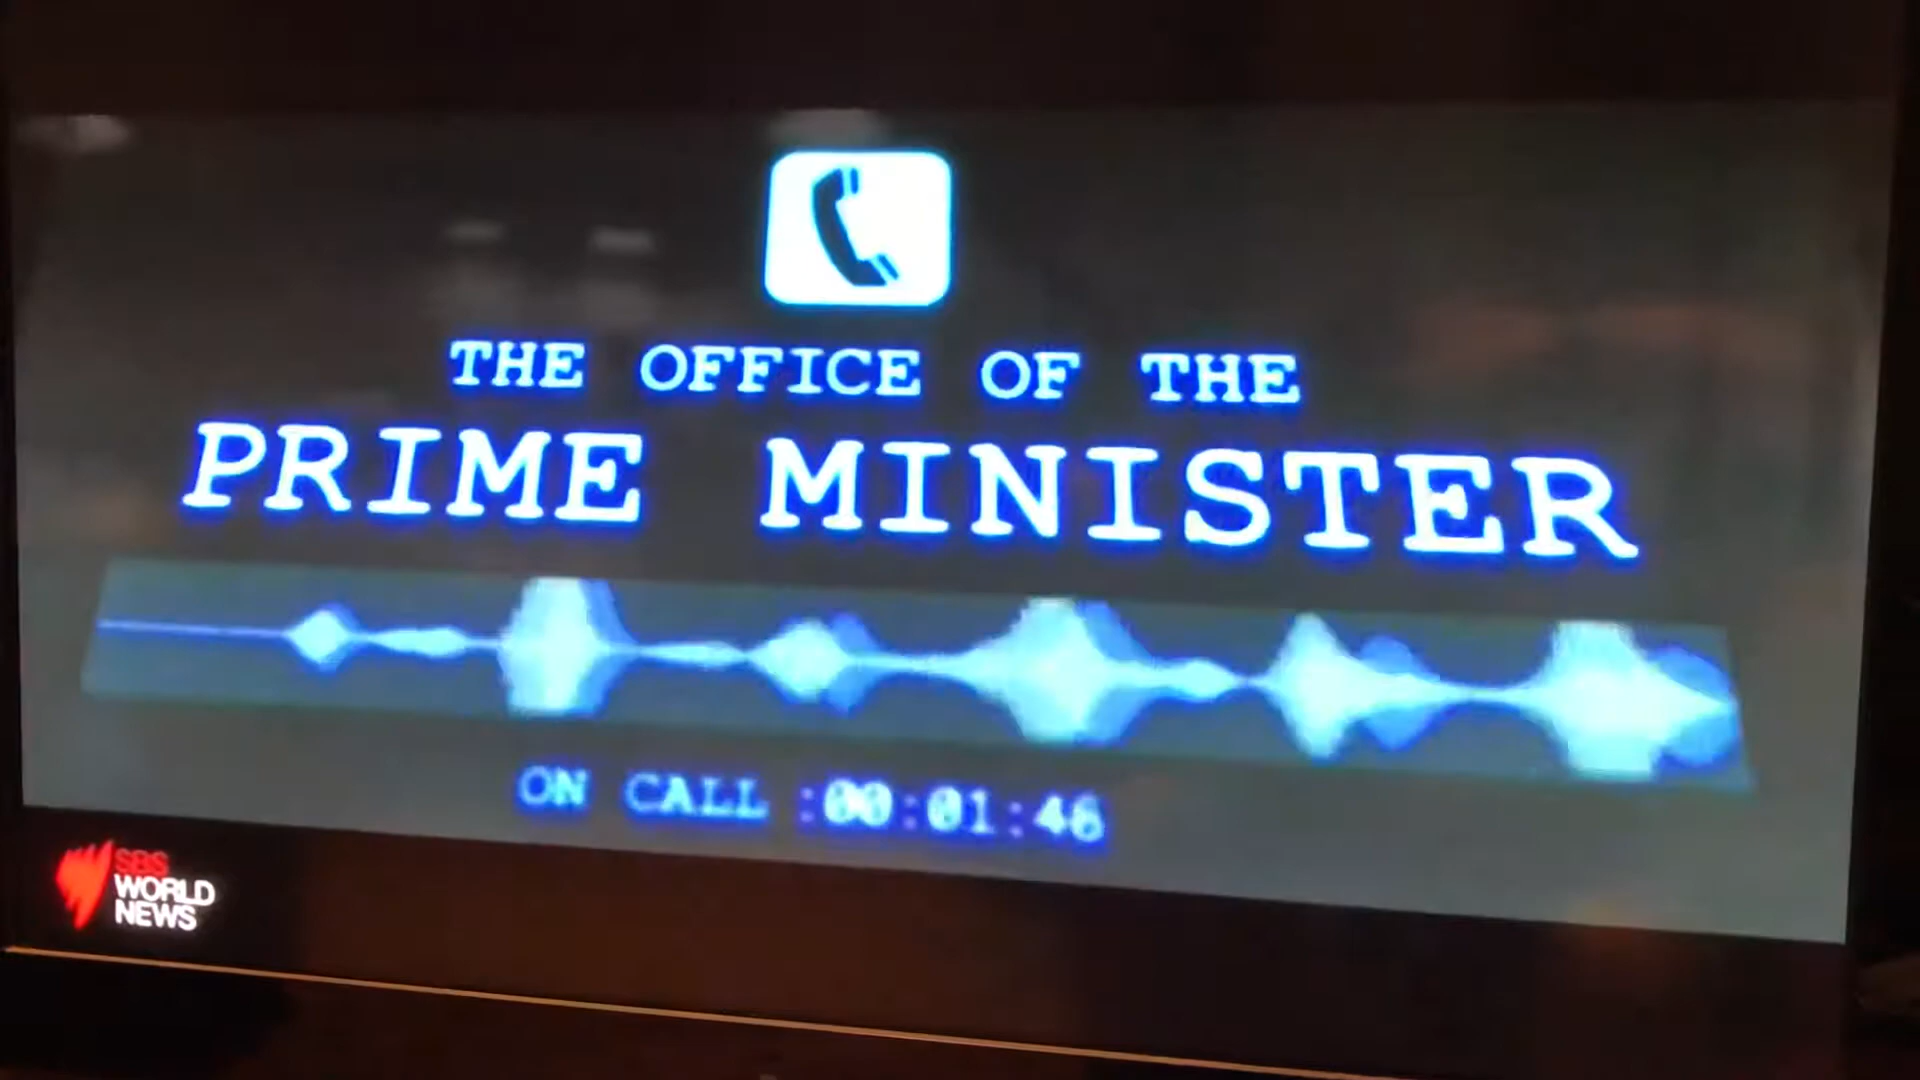 THE OFFICE OF THE
PRIME MINISTER
ON CALL :00:01:46
SBS
WORLD
NEWS